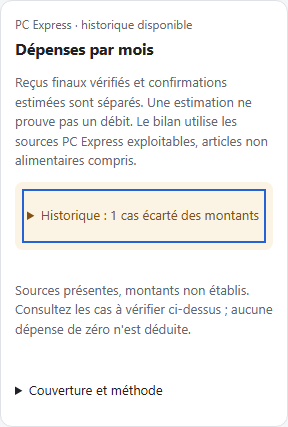 PC Express · historique disponible
Dépenses par mois
Reçus finaux vérifiés et confirmations
estimées sont séparés. Une estimation ne
prouve pas un débit. Le bilan utilise les
sources PC Express exploitables, articles non
alimentaires compris.
Historique : 1 cas écarté des montants
Sources présentes, montants non établis.
Consultez les cas à vérifier ci-dessus ; aucune
dépense de zéro n'est déduite.
Couverture et méthode